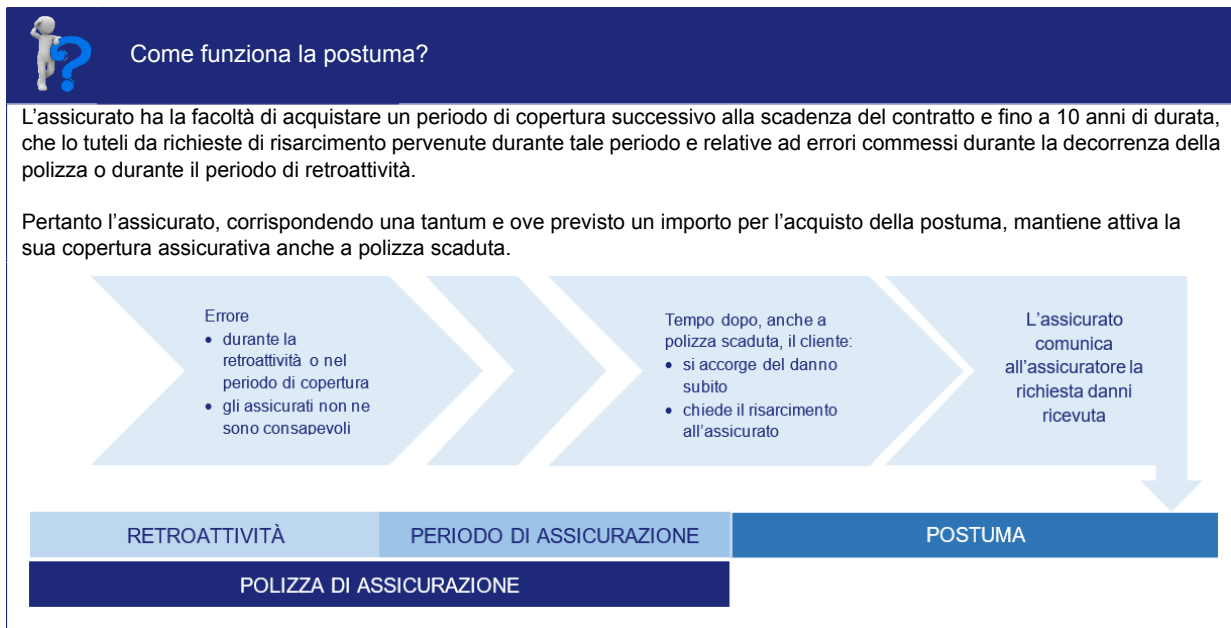 Come funziona la postuma?
L'assicurato ha la facoltà di acquistare un periodo di copertura successivo alla scadenza del contratto e fino a 10 anni di durata,
che lo tuteli da richieste di risarcimento pervenute durante tale periodo e relative ad errori commessi durante la decorrenza della
polizza o durante il periodo di retroattività.
Pertanto l'assicurato, corrispondendo una tantum e ove previsto un importo per l'acquisto della postuma, mantiene attiva la
sua copertura assicurativa anche a polizza scaduta.
Errore
• durante la
retroattività o nel
periodo di copertura
• gli assicurati non ne
sono consapevoli
Tempo dopo, anche a
polizza scaduta, il cliente:
• si accorge del danno
subito
• chiede il risarcimento
all'assicurato
L'assicurato
comunica
all'assicuratore la
richiesta danni
ricevuta
RETROATTIVITÀ
PERIODO DI ASSICURAZIONE
POSTUMA
POLIZZA DI ASSICURAZIONE